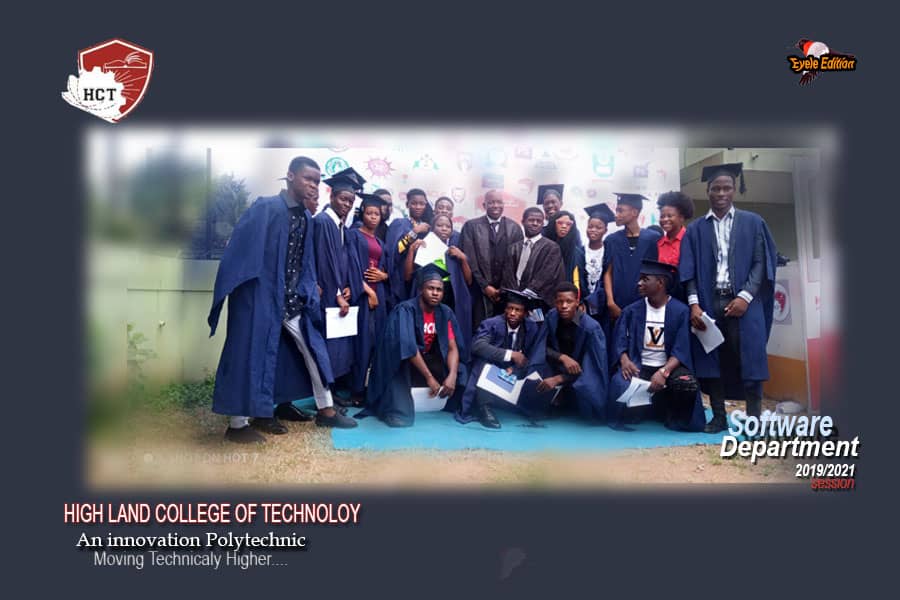 HCT
Eyele Edition
Software
Department
2019/2021
session
HIGH LAND COLLEGE OF TECHNOLOY
An innovation Polytechnic
Moving Technicaly Higher....